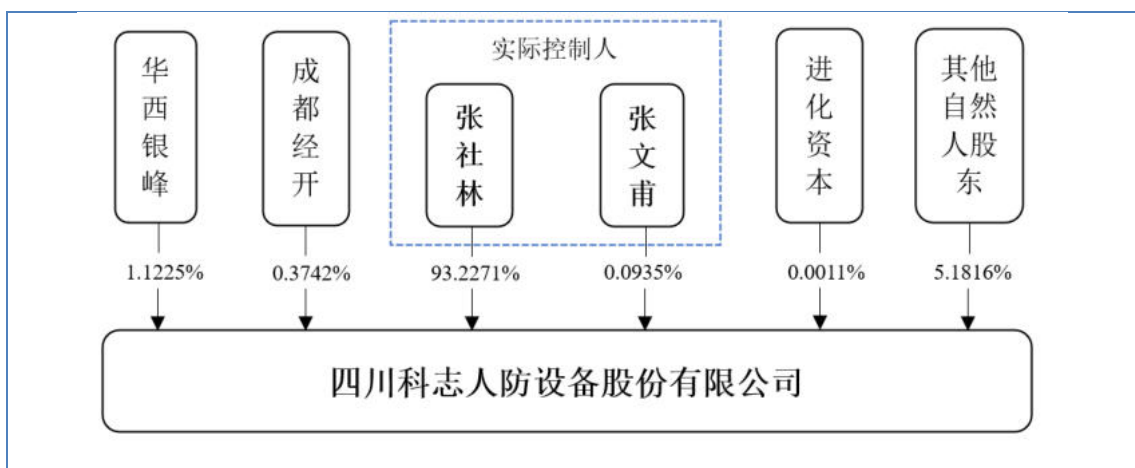 实际控制人
华西银峰
成都经开
张社林
张文甫
进化资本
其他自然人股东
1.1225%
0.3742%
93.2271%
0.0935%
0.0011%
5.1816%
四川科志人防设备股份有限公司